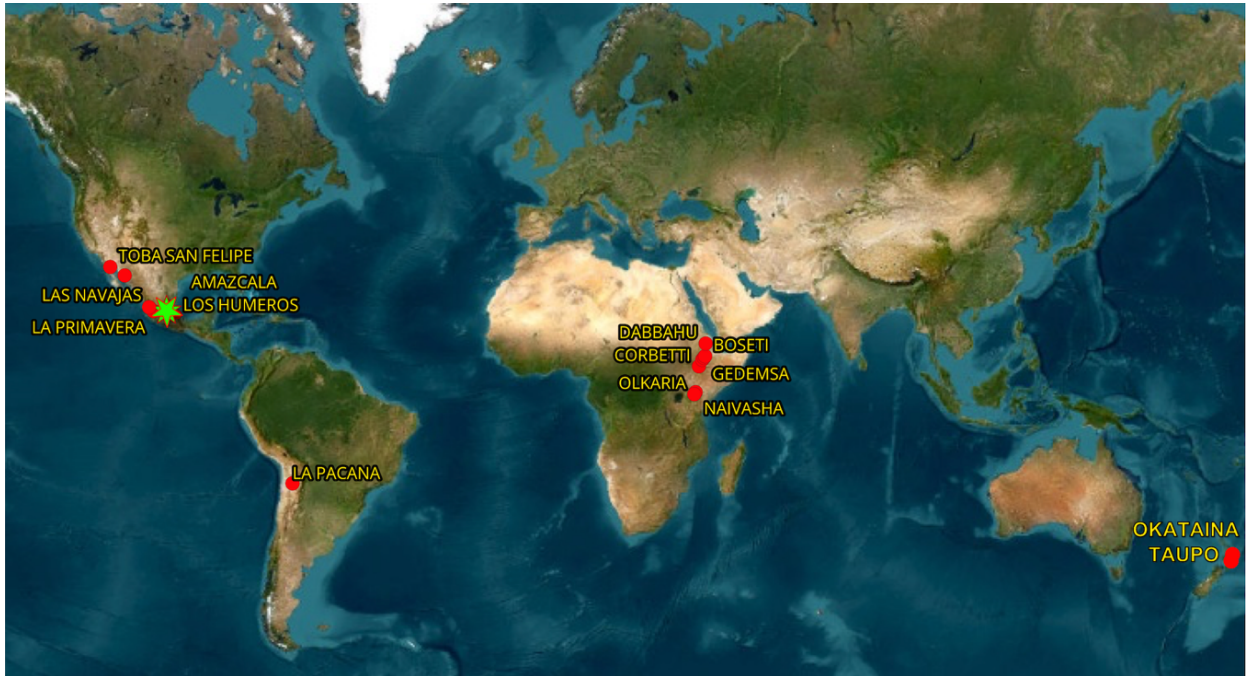 TOBA SAN FELIPE
AMAZCALA
LAS NAVAJAS
LOS HUMEROS
LA PRIMAVERA
DABBAHU
BOSETI
CORBETTI
GEDEMSA
OLKARIA
NAIVASHA
LA PACANA
OKATAINA
TAUPO